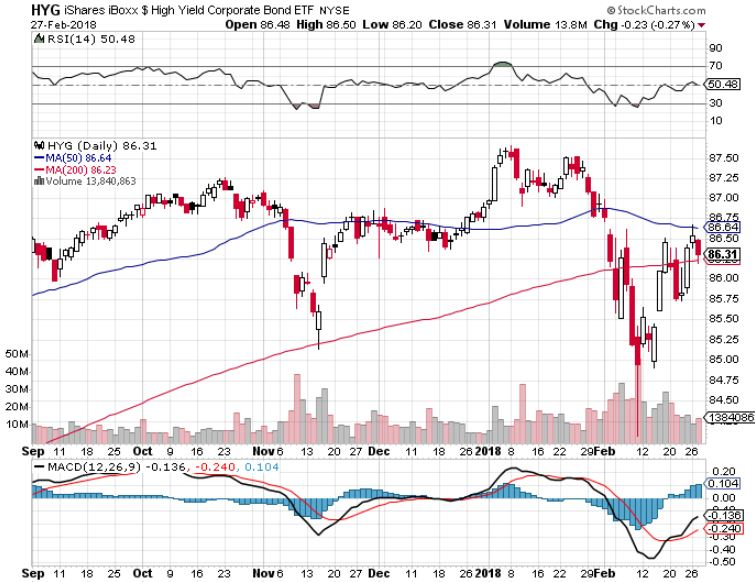 HYG iShares iBoxx $ High Yield Corporate Bond ETF NYSE © StockCharts.com
27-Feb-2018 Open 86.48 High 86.50 Low 86.20 Close 86.31 Volume 13.8M Chg -0.23 (-0.27%)
RSI(14) 50.48
90
70
50.48
30
10
HYG (Daily) 86.31
MA(50) 86.64
MA(200) 86.23
Volume 13,840,863
87.50
87.25
87.00
86.75
86.64
86.50
86.31
86.00
85.75
85.50
85.25
85.00
84.75
84.50
50M
40M
30M
20M
10M
1384086
Sep 11 18 25 Oct 9 16 23 Nov 6 13 20 27 Dec 11 18 26 2018 8 16 22 29 Feb 12 20 26
MACD(12,26,9) -0.136, -0.240, 0.104
0.20
0.104
0.00
-0.136
-0.240
-0.30
-0.40
-0.50
Sep 11 18 25 Oct 9 16 23 Nov 6 13 20 27 Dec 11 18 26 2018 8 16 22 29 Feb 12 20 26